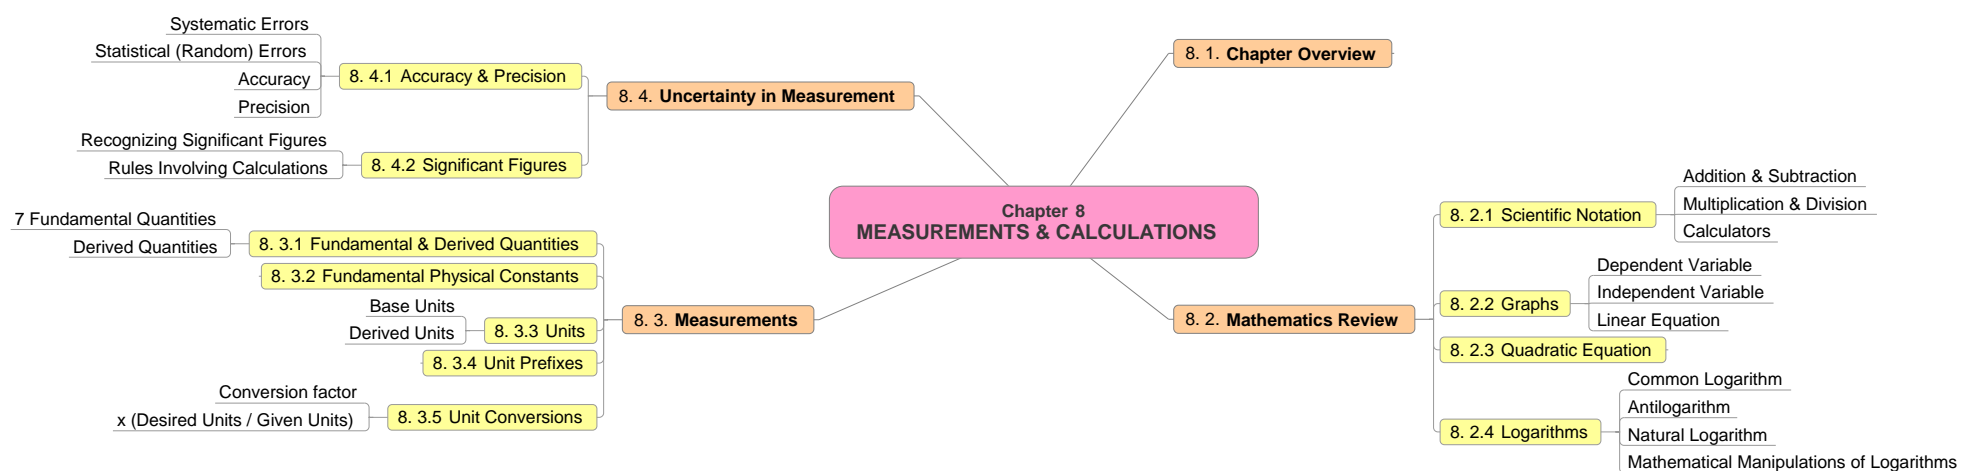 Chapter 8
MEASUREMENTS & CALCULATIONS
8. 1. Chapter Overview
8. 2. Mathematics Review
8. 2.1 Scientific Notation
Addition & Subtraction
Multiplication & Division
Calculators
8. 2.2 Graphs
Dependent Variable
Independent Variable
Linear Equation
8. 2.3 Quadratic Equation
8. 2.4 Logarithms
Common Logarithm
Antilogarithm
Natural Logarithm
Mathematical Manipulations of Logarithms
8. 3. Measurements
8. 3.1 Fundamental & Derived Quantities
7 Fundamental Quantities
Derived Quantities
8. 3.2 Fundamental Physical Constants
8. 3.3 Units
Base Units
Derived Units
8. 3.4 Unit Prefixes
8. 3.5 Unit Conversions
Conversion factor
x (Desired Units / Given Units)
8. 4. Uncertainty in Measurement
8. 4.1 Accuracy & Precision
Systematic Errors
Statistical (Random) Errors
Accuracy
Precision
8. 4.2 Significant Figures
Recognizing Significant Figures
Rules Involving Calculations